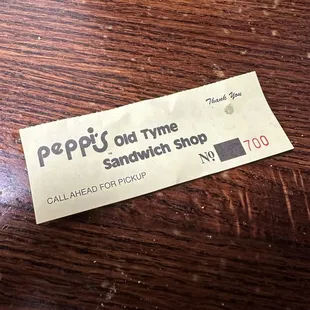 Thank You
peppi's Old Tyme
Sandwich Shop
No 700
CALL AHEAD FOR PICKUP